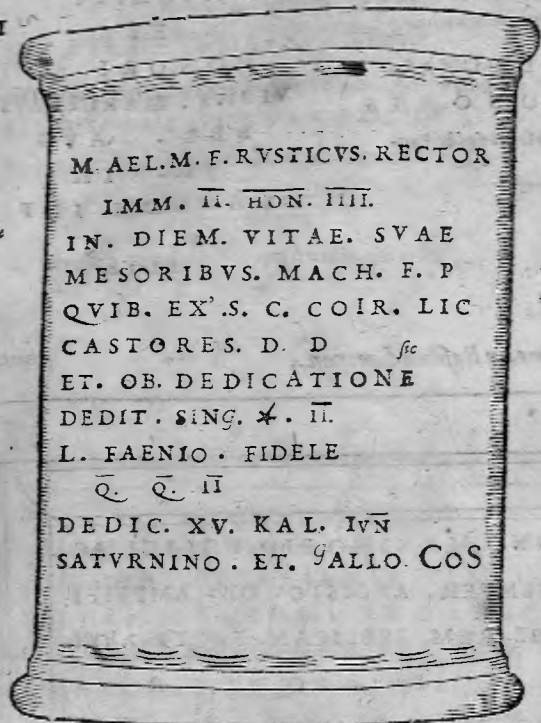 M. AEL. M. F. RVSTICVS. RECTOR
IMM. II. HON. IIII.
IN. DIEM. VITAE. SVAE
MESORIBVS. MACH. F. P
QVIB. EX'.S. C. COIR. LIC
CASTORES. D. D sic
ET. OB. DEDICATIONE
DEDIT. SING. ⚹. II.
L. FAENIO. FIDELE
Q. Q. II
DEDIC. XV. KAL. IVN
SATVRNINO. ET. GALLO COS